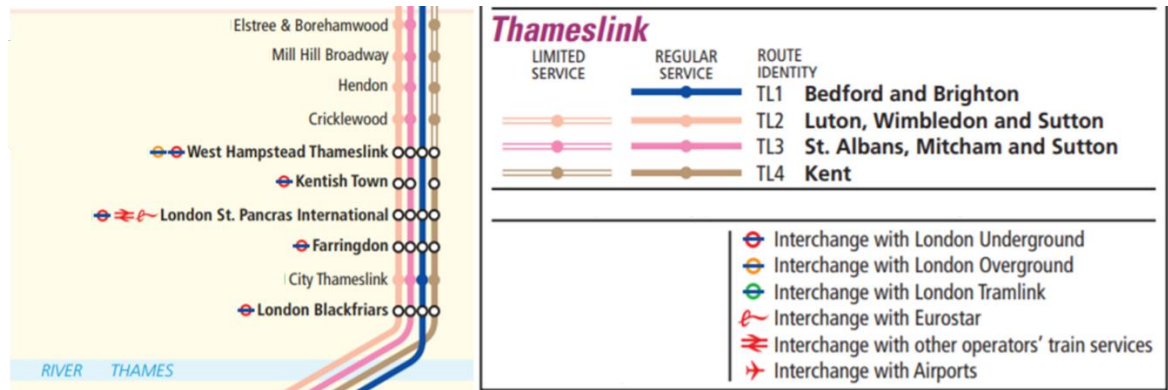 Elstree & Borehamwood
Mill Hill Broadway
Hendon
Cricklewood
West Hampstead Thameslink
Kentish Town
London St. Pancras International
Farringdon
City Thameslink
London Blackfriars
RIVER THAMES
Thameslink
LIMITED SERVICE
REGULAR SERVICE
ROUTE IDENTITY
TL1 Bedford and Brighton
TL2 Luton, Wimbledon and Sutton
TL3 St. Albans, Mitcham and Sutton
TL4 Kent
Interchange with London Underground
Interchange with London Overground
Interchange with London Tramlink
Interchange with Eurostar
Interchange with other operators' train services
Interchange with Airports